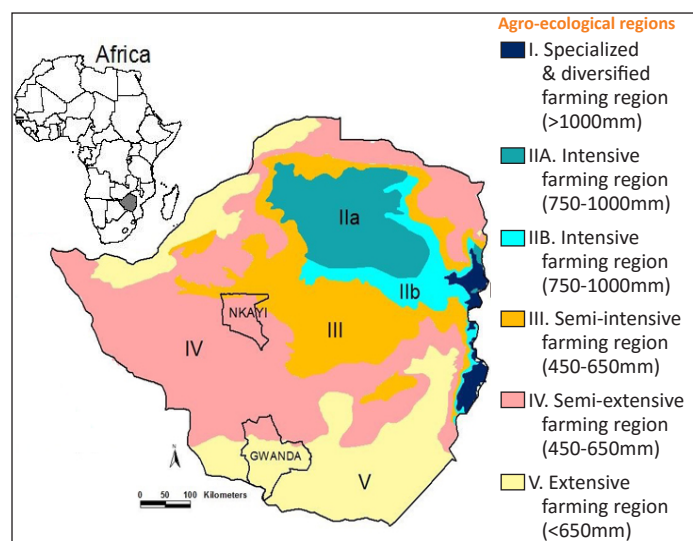 Africa
Agro-ecological regions
I. Specialized
& diversified
farming region
(>1000mm)
IIA. Intensive
farming region
(750-1000mm)
IIB. Intensive
farming region
(750-1000mm)
III. Semi-intensive
farming region
(450-650mm)
IV. Semi-extensive
farming region
(450-650mm)
V. Extensive
farming region
(<650mm)
IIa
IIb
NKAYI
III
IV
GWANDA
V
N
0 50 100 Kilometers